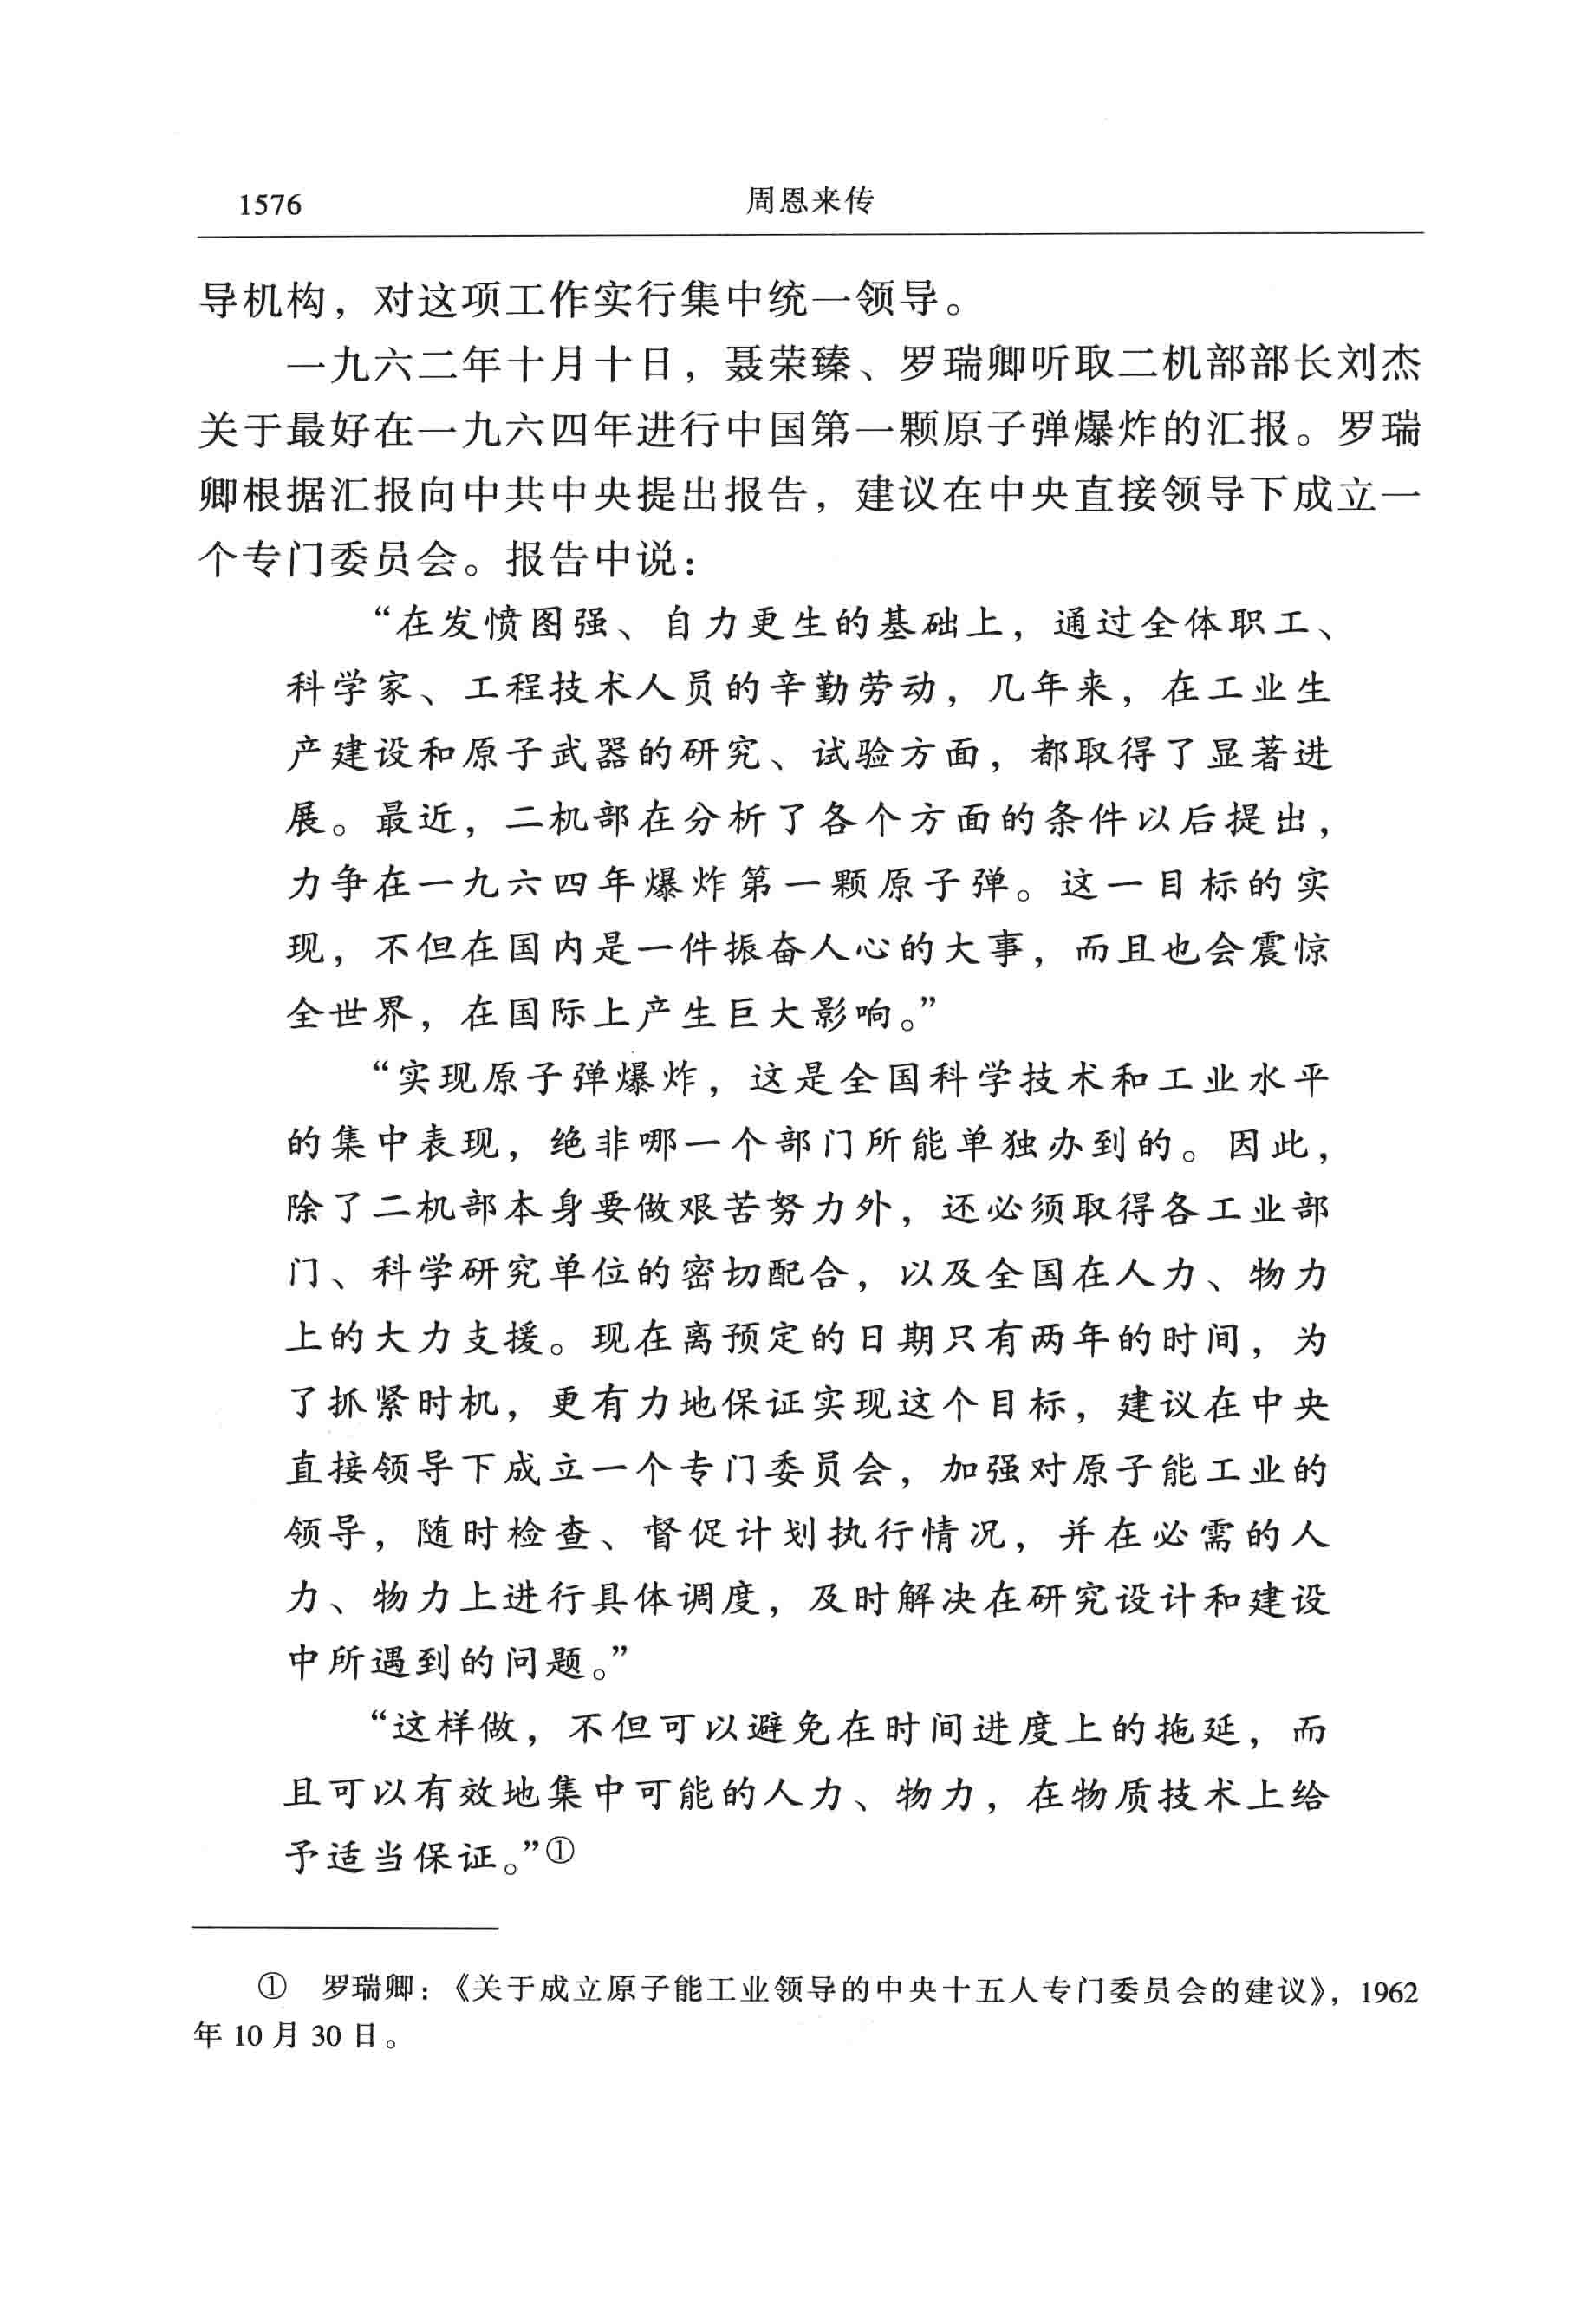 1576
周恩来传
导机构，对这项工作实行集中统一领导。
一九六二年十月十日，聂荣臻、罗瑞卿听取二机部部长刘杰
关于最好在一九六四年进行中国第一颗原子弹爆炸的汇报。罗瑞
卿根据汇报向中共中央提出报告，建议在中央直接领导下成立一
个专门委员会。报告中说：
“在发愤图强、自力更生的基础上，通过全体职工、
科学家、工程技术人员的辛勤劳动，几年来，在工业生
产建设和原子武器的研究、试验方面，都取得了显著进
展。最近，二机部在分析了各个方面的条件以后提出，
力争在一九六四年爆炸第一颗原子弹。这一目标的实
现，不但在国内是一件振奋人心的大事，而且也会震惊
全世界，在国际上产生巨大影响。”
“实现原子弹爆炸，这是全国科学技术和工业水平
的集中表现，绝非哪一个部门所能单独办到的。因此，
除了二机部本身要做艰苦努力外，还必须取得各工业部
门、科学研究单位的密切配合，以及全国在人力、物力
上的大力支援。现在离预定的日期只有两年的时间，为
了抓紧时机，更有力地保证实现这个目标，建议在中央
直接领导下成立一个专门委员会，加强对原子能工业的
领导，随时检查、督促计划执行情况，并在必需的人
力、物力上进行具体调度，及时解决在研究设计和建设
中所遇到的问题。”
“这样做，不但可以避免在时间进度上的拖延，而
且可以有效地集中可能的人力、物力，在物质技术上给
予适当保证。”①
① 罗瑞卿：《关于成立原子能工业领导的中央十五人专门委员会的建议》，1962
年 10 月 30 日。